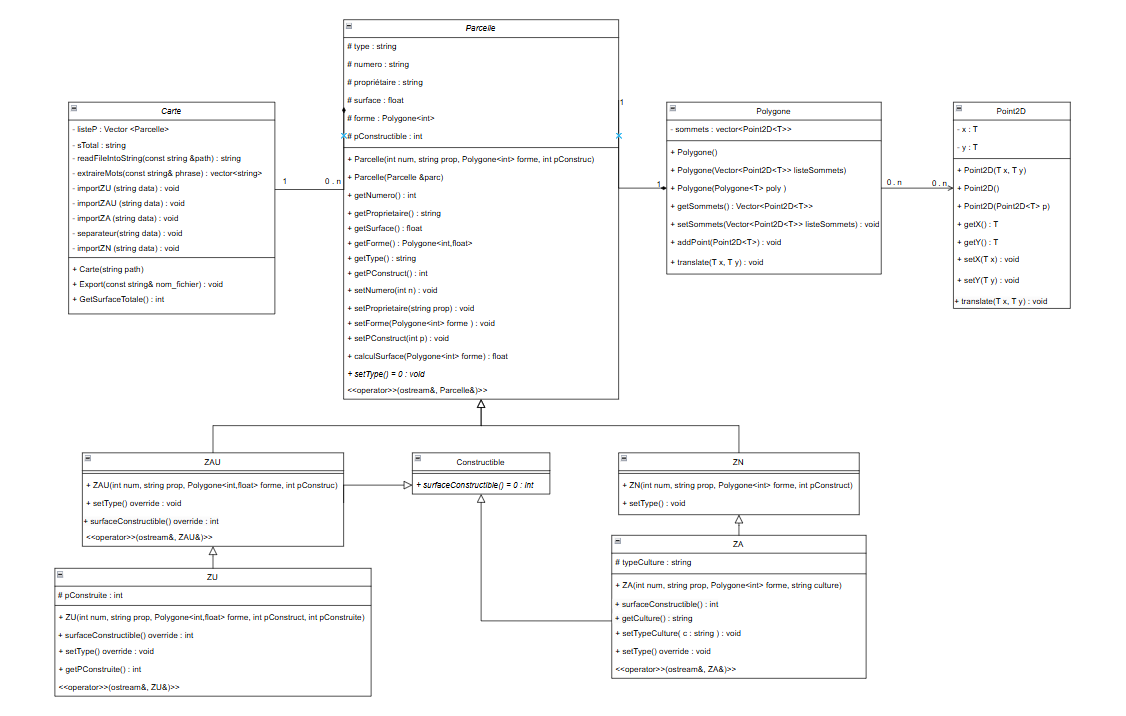 Parcelle
# type : string
# numero : string
# propriétaire : string
# surface : float
# forme : Polygone<int>
# pConstructible : int
+ Parcelle(int num, string prop, Polygone<int> forme, int pConstruc)
+ Parcelle(Parcelle &parc)
+ getNumero() : int
+ getProprietaire() : string
+ getSurface() : float
+ getForme() : Polygone<int,float>
+ getType() : string
+ getPConstruct() : int
+ setNumero(int n) : void
+ setProprietaire(string prop) : void
+ setForme(Polygone<int> forme ) : void
+ setPConstruct(int p) : void
+ calculSurface(Polygone<int> forme) : float
+ setType() = 0 : void
<<operator>>(ostream&, Parcelle&)>>
Carte
- listeP : Vector <Parcelle>
- sTotal : string
- readFileIntoString(const string &path) : string
- extraireMots(const string& phrase) : vector<string>
- importZU (string data) : void
- importZAU (string data) : void
- importZA (string data) : void
- separateur(string data) : void
- importZN (string data) : void
+ Carte(string path)
+ Export(const string& nom_fichier) : void
+ GetSurfaceTotale() : int
1
0 . n
1
1
Polygone
- sommets : vector<Point2D<T>>
+ Polygone()
+ Polygone(Vector<Point2D<T>> listeSommets)
+ Polygone(Polygone<T> poly )
+ getSommets() : Vector<Point2D<T>>
+ setSommets(Vector<Point2D<T>> listeSommets) : void
+ addPoint(Point2D<T>) : void
+ translate(T x, T y) : void
0 . n
0 . n
Point2D
- x : T
- y : T
+ Point2D(T x, T y)
+ Point2D()
+ Point2D(Point2D<T> p)
+ getX() : T
+ getY() : T
+ setX(T x) : void
+ setY(T y) : void
+ translate(T x, T y) : void
ZAU
+ ZAU(int num, string prop, Polygone<int,float> forme, int pConstruc)
+ setType() override : void
+ surfaceConstructible() override : int
<<operator>>(ostream&, ZAU&)>>
Constructible
+ surfaceConstructible() = 0 : int
ZN
+ ZN(int num, string prop, Polygone<int> forme, int pConstruct)
+ setType() : void
ZU
# pConstruite : int
+ ZU(int num, string prop, Polygone<int,float> forme, int pConstruct, int pConstruite)
+ surfaceConstructible() override : int
+ setType() override : void
+ getPConstruite() : int
<<operator>>(ostream&, ZU&)>>
ZA
# typeCulture : string
+ ZA(int num, string prop, Polygone<int> forme, string culture)
+ surfaceConstructible() : int
+ getCulture() : string
+ setTypeCulture( c : string ) : void
+ setType() override : void
<<operator>>(ostream&, ZA&)>>